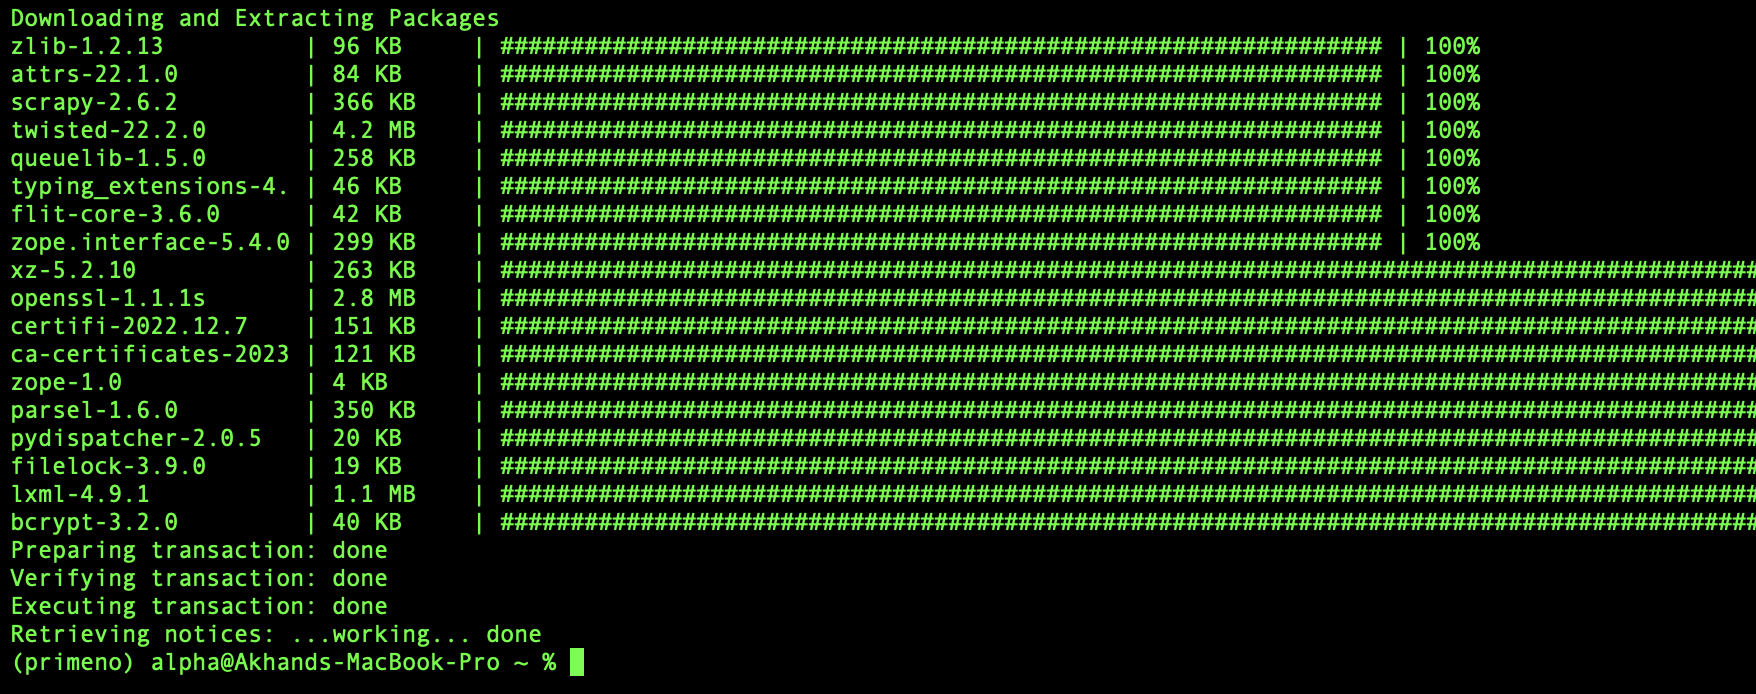 Downloading and Extracting Packages
zlib-1.2.13 | 96 KB | ############################################################### | 100%
attrs-22.1.0 | 84 KB | ############################################################### | 100%
scrapy-2.6.2 | 366 KB | ############################################################### | 100%
twisted-22.2.0 | 4.2 MB | ############################################################### | 100%
queuelib-1.5.0 | 258 KB | ############################################################### | 100%
typing_extensions-4. | 46 KB | ############################################################### | 100%
flit-core-3.6.0 | 42 KB | ############################################################### | 100%
zope.interface-5.4.0 | 299 KB | ############################################################### | 100%
xz-5.2.10 | 263 KB | ##########################################################################################
openssl-1.1.1s | 2.8 MB | ##########################################################################################
certifi-2022.12.7 | 151 KB | ##########################################################################################
ca-certificates-2023 | 121 KB | ##########################################################################################
zope-1.0 | 4 KB | ##########################################################################################
parsel-1.6.0 | 350 KB | ##########################################################################################
pydispatcher-2.0.5 | 20 KB | ##########################################################################################
filelock-3.9.0 | 19 KB | ##########################################################################################
lxml-4.9.1 | 1.1 MB | ##########################################################################################
bcrypt-3.2.0 | 40 KB | ##########################################################################################
Preparing transaction: done
Verifying transaction: done
Executing transaction: done
Retrieving notices: ...working... done
(primeno) alpha@Akhands-MacBook-Pro ~ %